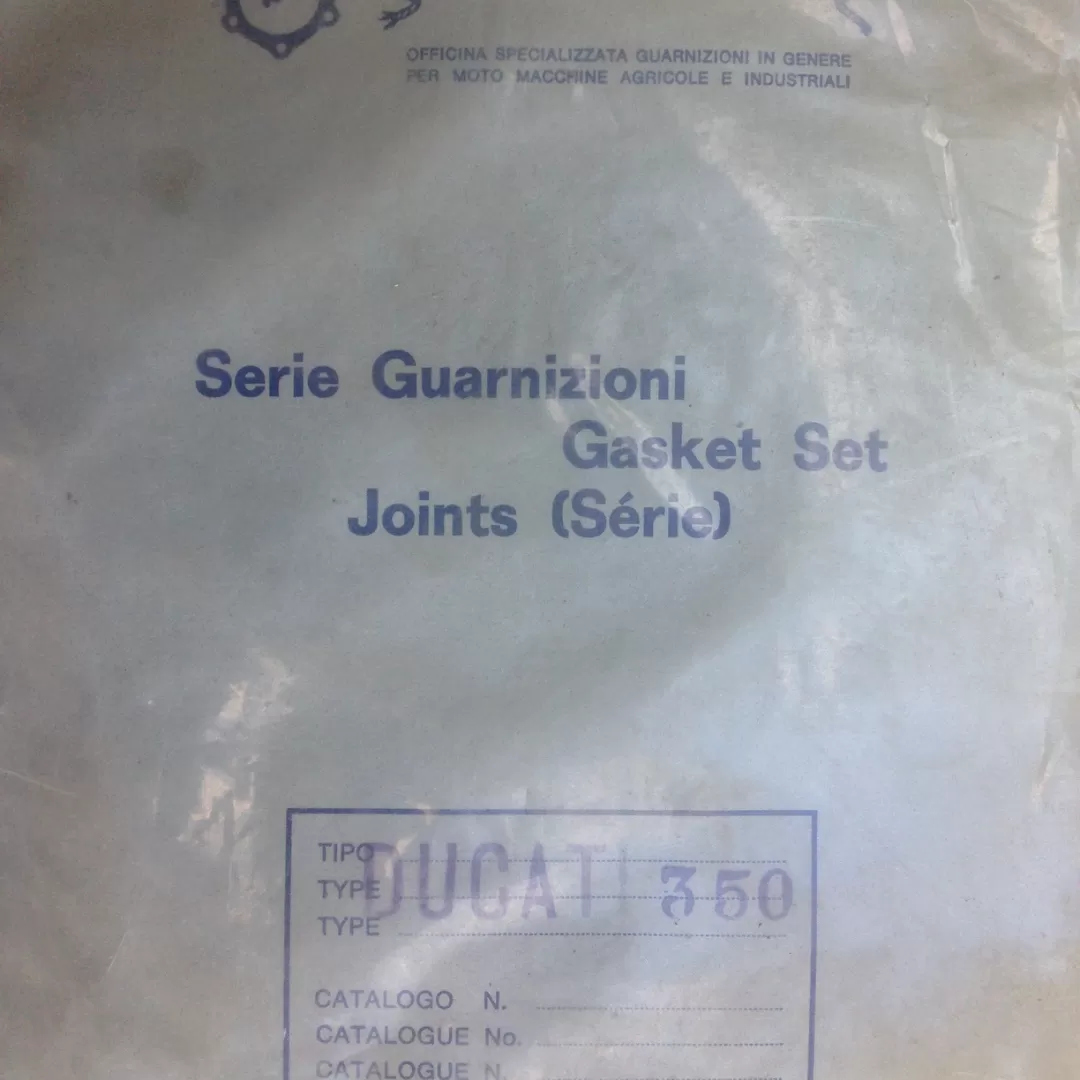 OFFICINA SPECIALIZZATA GUARNIZIONI IN GENERE
PER MOTO MACCHINE AGRICOLE E INDUSTRIALI
Serie Guarnizioni
Gasket Set
Joints (Série)
TIPO
TYPE DUCATI 350
TYPE
CATALOGO N.
CATALOGUE No.
CATALOGUE N.